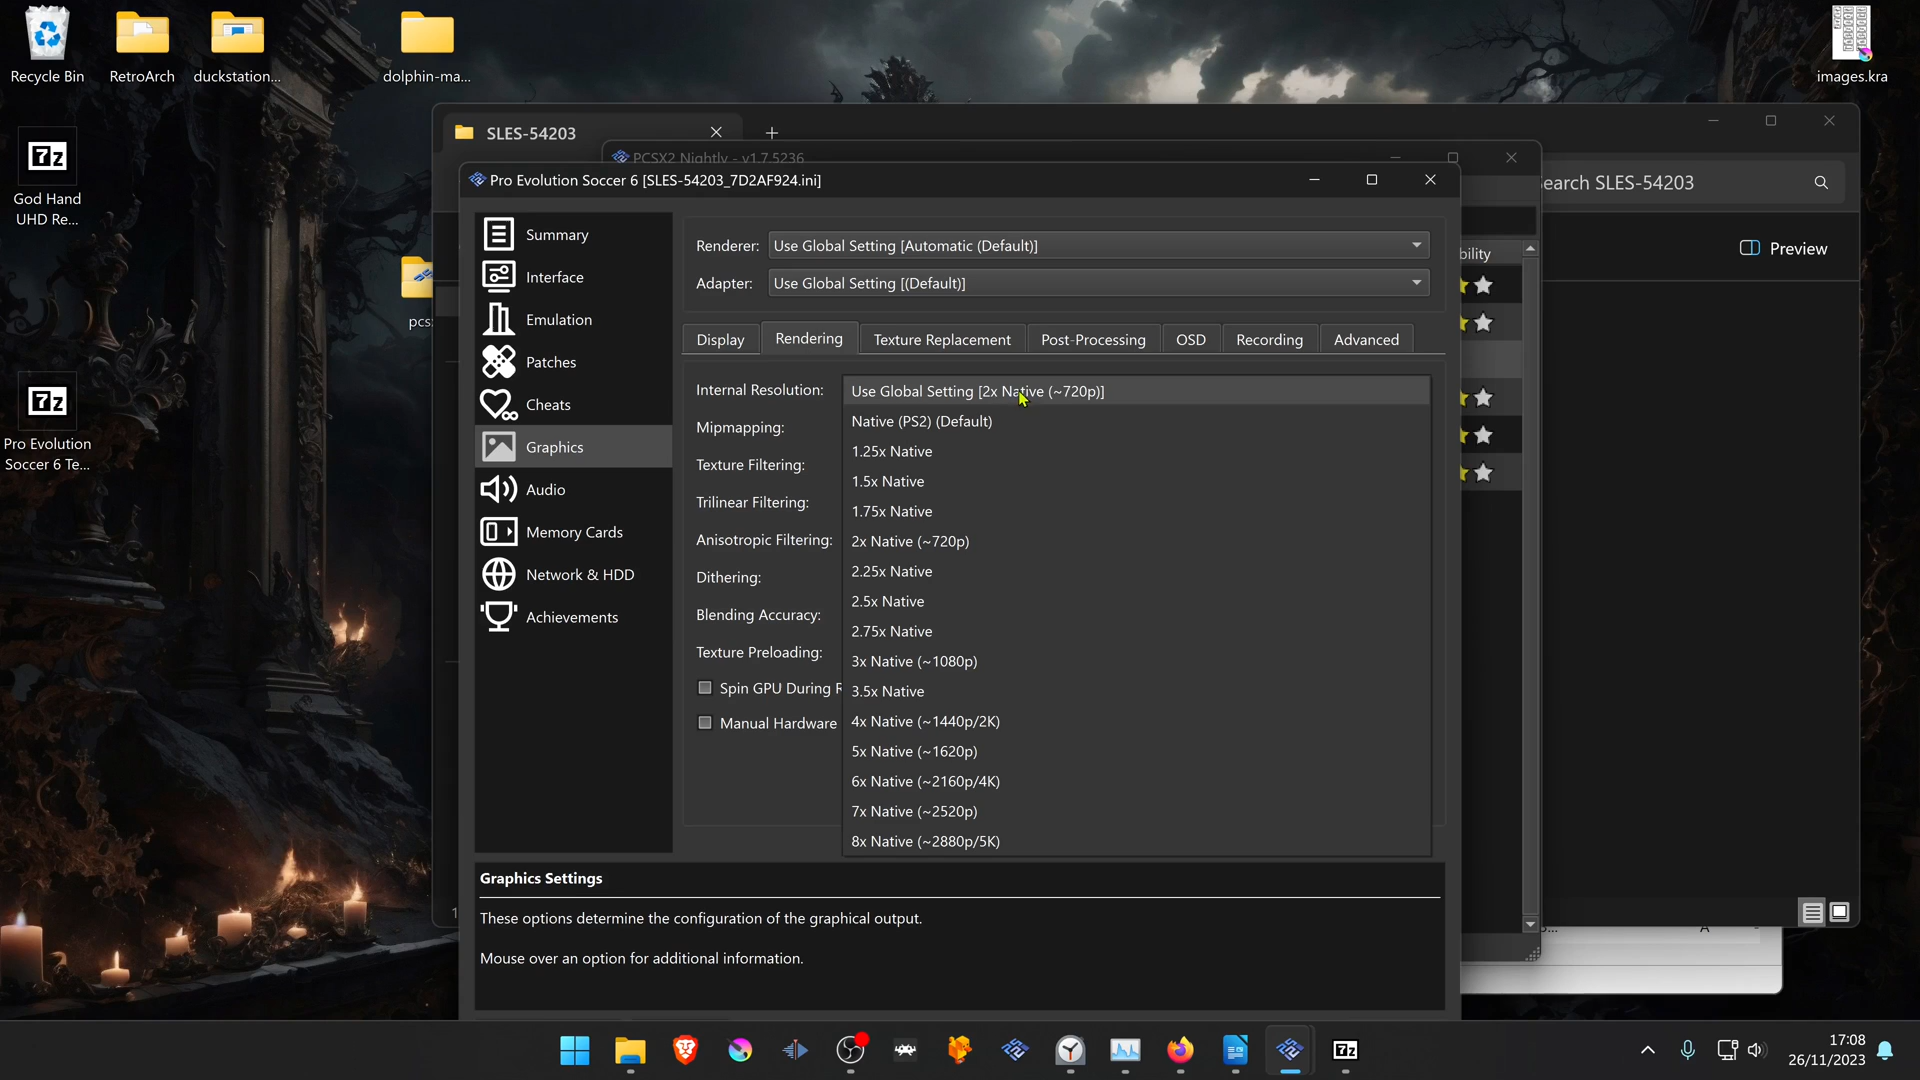 Recycle Bin
RetroArch
duckstation...
dolphin-ma...
images.kra
God Hand
UHD Re...
Pro Evolution
Soccer 6 Te...
SLES-54203
PCSX2 Nightly - v1.7.5236
Search SLES-54203
Preview
Pro Evolution Soccer 6 [SLES-54203_7D2AF924.ini]
Summary
Interface
Emulation
Patches
Cheats
Graphics
Audio
Memory Cards
Network & HDD
Achievements
Renderer:
Use Global Setting [Automatic (Default)]
Adapter:
Use Global Setting [(Default)]
Display
Rendering
Texture Replacement
Post-Processing
OSD
Recording
Advanced
Internal Resolution:
Mipmapping:
Texture Filtering:
Trilinear Filtering:
Anisotropic Filtering:
Dithering:
Blending Accuracy:
Texture Preloading:
Spin GPU During R
Manual Hardware
Use Global Setting [2x Native (~720p)]
Native (PS2) (Default)
1.25x Native
1.5x Native
1.75x Native
2x Native (~720p)
2.25x Native
2.5x Native
2.75x Native
3x Native (~1080p)
3.5x Native
4x Native (~1440p/2K)
5x Native (~1620p)
6x Native (~2160p/4K)
7x Native (~2520p)
8x Native (~2880p/5K)
Graphics Settings
These options determine the configuration of the graphical output.
Mouse over an option for additional information.
17:08
26/11/2023